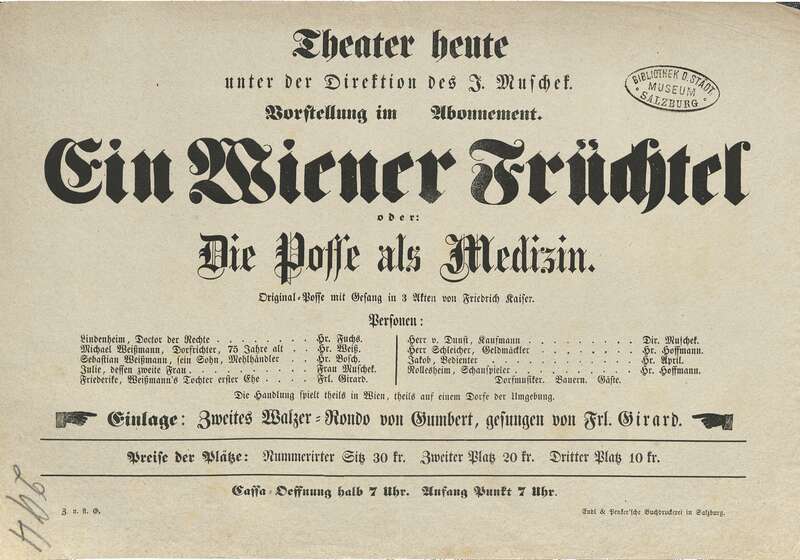 Theater heute
unter der Direktion des J. Muschek.
BIBLIOTHEK D. STÄDT.
MUSEUM
SALZBURG
Vorstellung im Abonnement.
Ein Wiener Früchtel
oder:
Die Posse als Medizin.
Original-Posse mit Gesang in 3 Akten von Friedrich Kaiser.
Personen:
Lindenheim, Doctor der Rechte . . . . . . . . Hr. Fuchs.
Michael Weißmann, Dorfrichter, 75 Jahre alt . . Hr. Weiß.
Sebastian Weißmann, sein Sohn, Mehlhändler . . Hr. Bosch.
Julie, dessen zweite Frau . . . . . . . . Frau Muschek.
Friederike, Weißmann's Tochter erster Ehe . . . Frl. Girard.
Herr v. Dunst, Kaufmann . . . . . . . . Dir. Muschek.
Herr Schleicher, Geldmäckler . . . . . . . Hr. Hoffmann.
Jakob, Bedienter . . . . . . . . Hr. April.
Rollesheim, Schauspieler . . . . . . . . Hr. Hoffmann.
Dorfmusiker. Bauern. Gäste.
Die Handlung spielt theils in Wien, theils auf einem Dorfe der Umgebung.
Einlage: Zweites Walzer-Rondo von Gumbert, gesungen von Frl. Girard.
Preise der Plätze: Nummerirter Sitz 30 kr. Zweiter Platz 20 kr. Dritter Platz 10 kr.
Cassa-Oeffnung halb 7 Uhr. Anfang Punkt 7 Uhr.
Endl & Penker'sche Buchdruckerei in Salzburg.